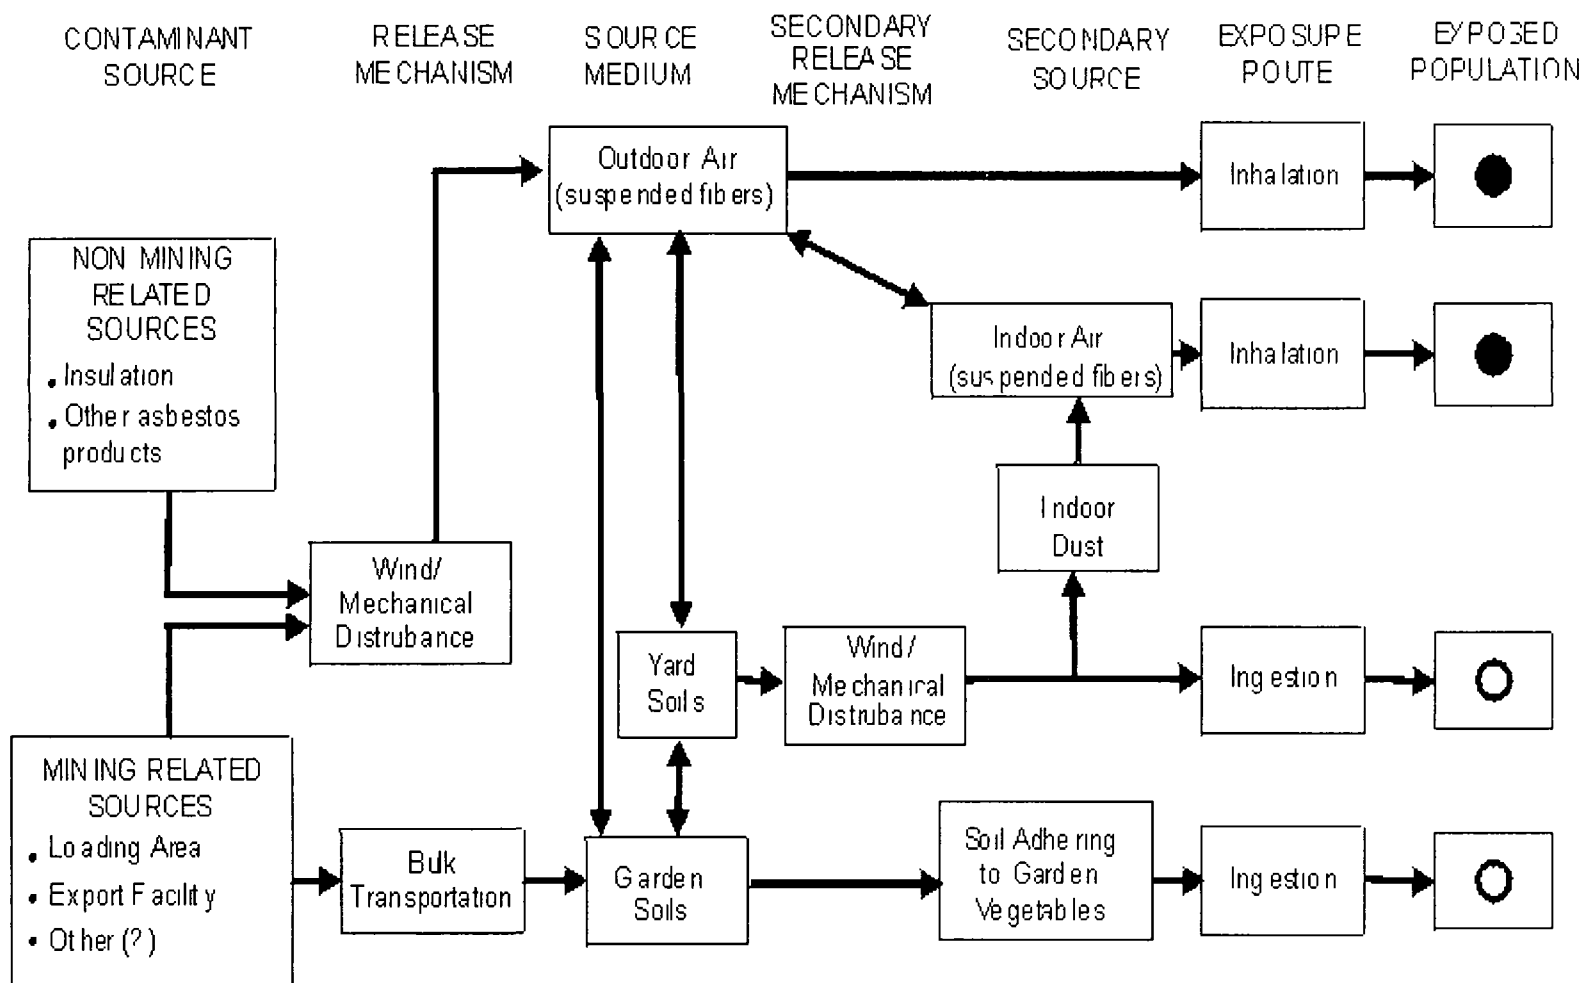 CONTAMINANT
SOURCE
RELEASE
MECHANISM
SOURCE
MEDIUM
SECONDARY
RELEASE
MECHANISM
SECONDARY
SOURCE
EXPOSUPE
POUTE
EYPO3ED
POPULATION
Outdoor Air
(suspended fibers)
Inhalation
NON MINING
RELATED
SOURCES
• Insulation
• Other asbestos
products
Indoor Air
(suspended fibers)
Inhalation
Indoor
Dust
Wind/
Mechanical
Distrubance
Yard
Soils
Wind/
Mechanical
Distrubance
Ingestion
MINING RELATED
SOURCES
• Loading Area
• Export Facility
• Other (?)
Bulk
Transportation
Garden
Soils
Soil Adhering
to Garden
Vegetables
Ingestion